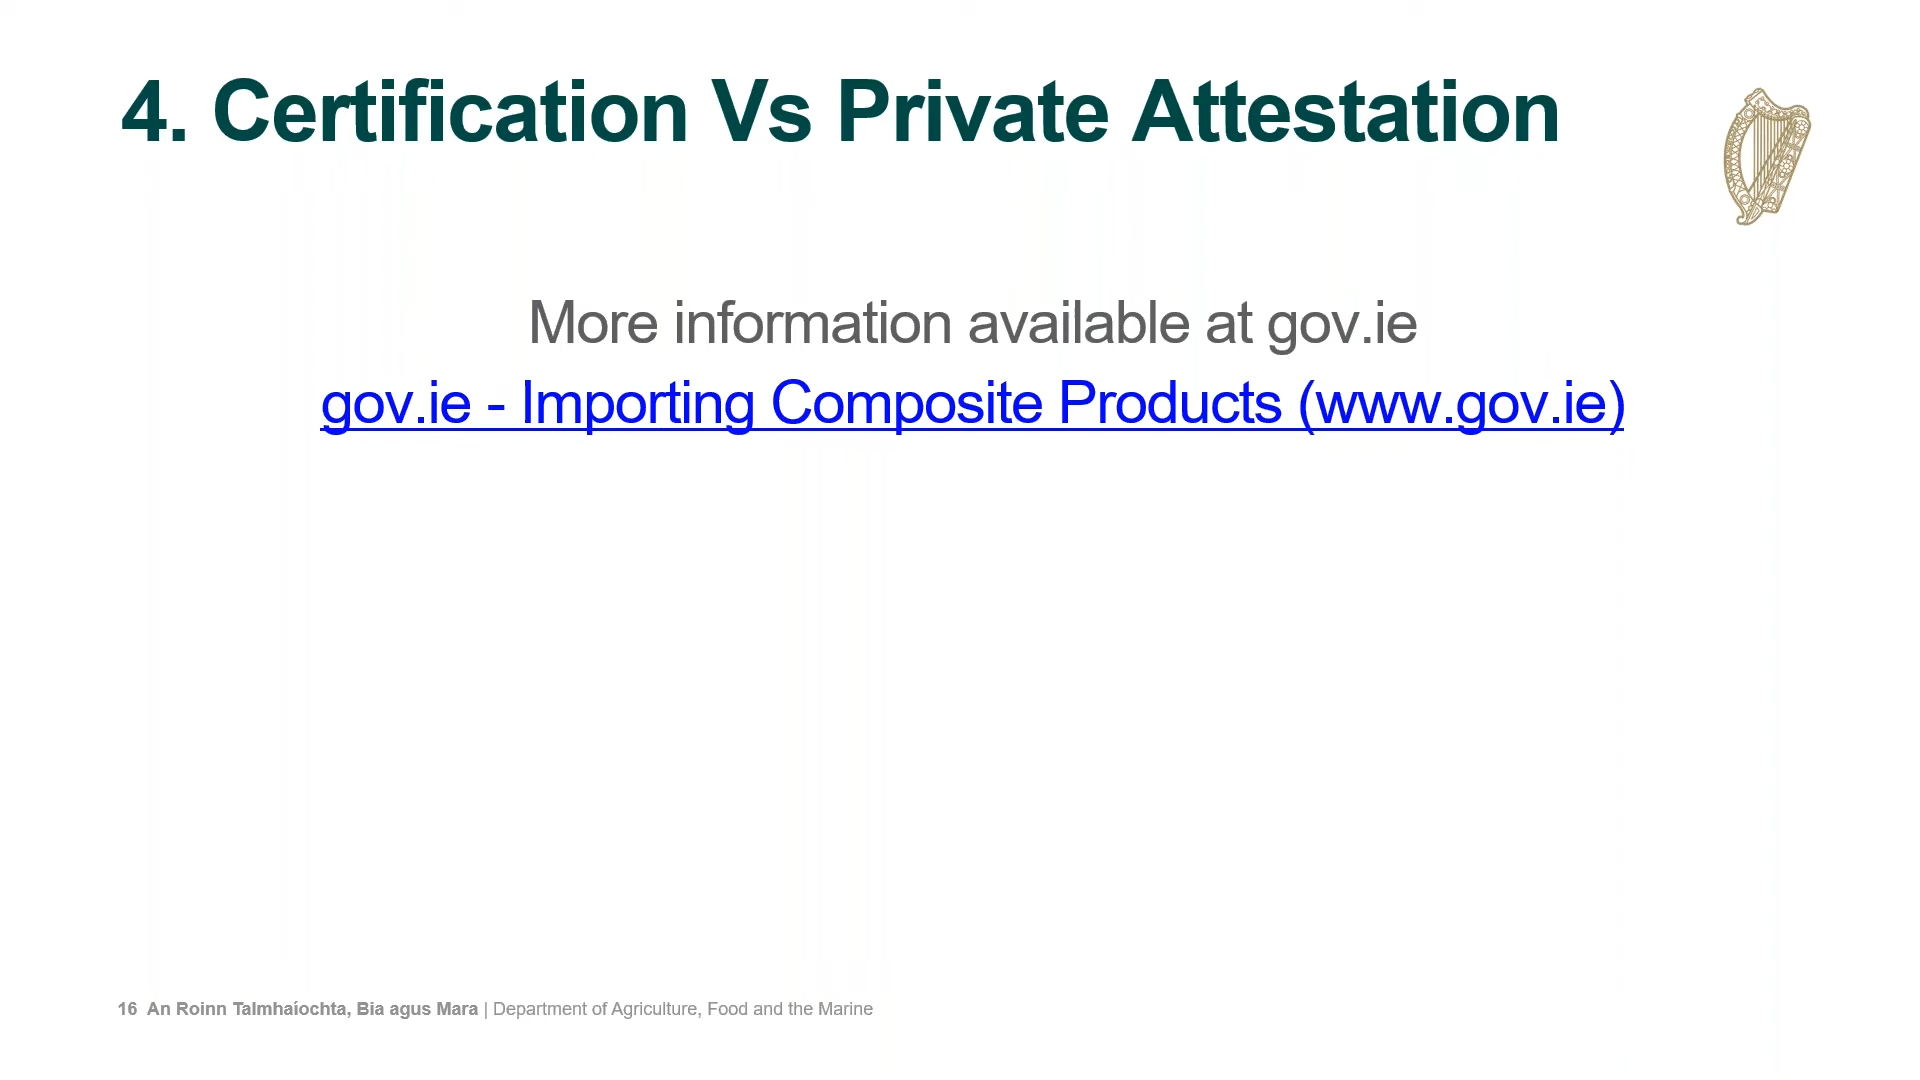 4. Certification Vs Private Attestation
More information available at gov.ie
gov.ie - Importing Composite Products (www.gov.ie)
16 An Roinn Talmhaíochta, Bia agus Mara | Department of Agriculture, Food and the Marine